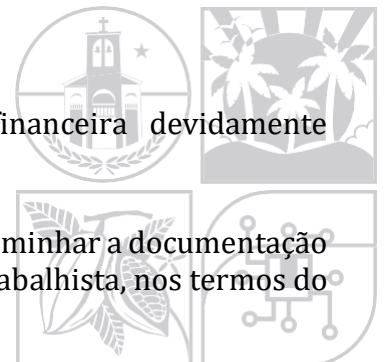 financeira devidamente
minhar a documentação
abalhista, nos termos do